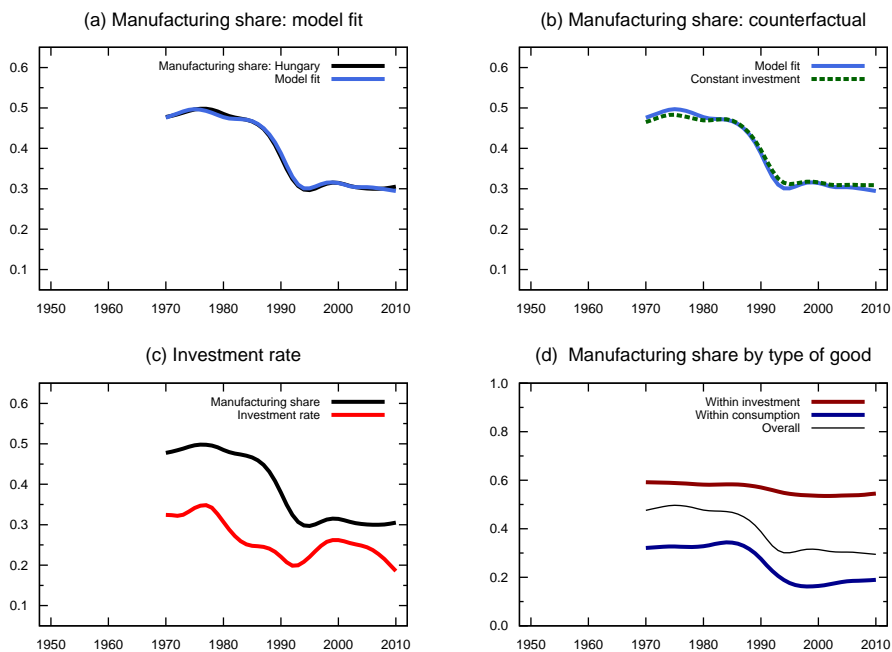 (a) Manufacturing share: model fit
Manufacturing share: Hungary
Model fit
0.6
0.5
0.4
0.3
0.2
0.1
1950 1960 1970 1980 1990 2000 2010
(b) Manufacturing share: counterfactual
Model fit
Constant investment
0.6
0.5
0.4
0.3
0.2
0.1
1950 1960 1970 1980 1990 2000 2010
(c) Investment rate
Manufacturing share
Investment rate
0.6
0.5
0.4
0.3
0.2
0.1
1950 1960 1970 1980 1990 2000 2010
(d) Manufacturing share by type of good
Within investment
Within consumption
Overall
1.0
0.8
0.6
0.4
0.2
0.0
1950 1960 1970 1980 1990 2000 2010